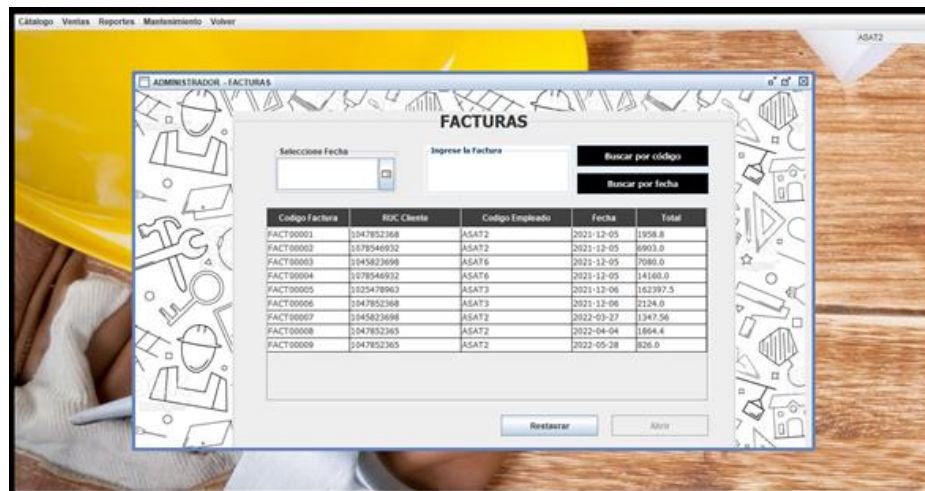 Cátalogo Ventas Reportes Mantenimiento Volver
ASAT2
ADMINISTRADOR - FACTURAS
FACTURAS
Seleccione Fecha
Ingrese la Factura
Buscar por código
Buscar por fecha
Codigo Factura RUC Cliente Codigo Empleado Fecha Total
FACT00001 1047852368 ASAT2 2021-12-05 1958.8
FACT00002 1078546932 ASAT2 2021-12-05 6903.0
FACT00003 1045823698 ASAT6 2021-12-05 7080.0
FACT00004 1078546932 ASAT6 2021-12-05 14160.0
FACT00005 1025478963 ASAT3 2021-12-06 162397.5
FACT00006 1047852368 ASAT3 2021-12-06 2124.0
FACT00007 1045823698 ASAT2 2022-03-27 1347.56
FACT00008 1047852365 ASAT2 2022-04-04 1864.4
FACT00009 1047852365 ASAT2 2022-05-28 826.0
Restaurar
Abrir